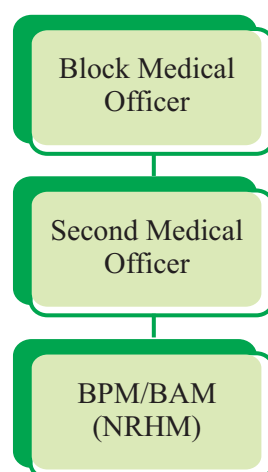 Block Medical
Officer
Second Medical
Officer
BPM/BAM
(NRHM)